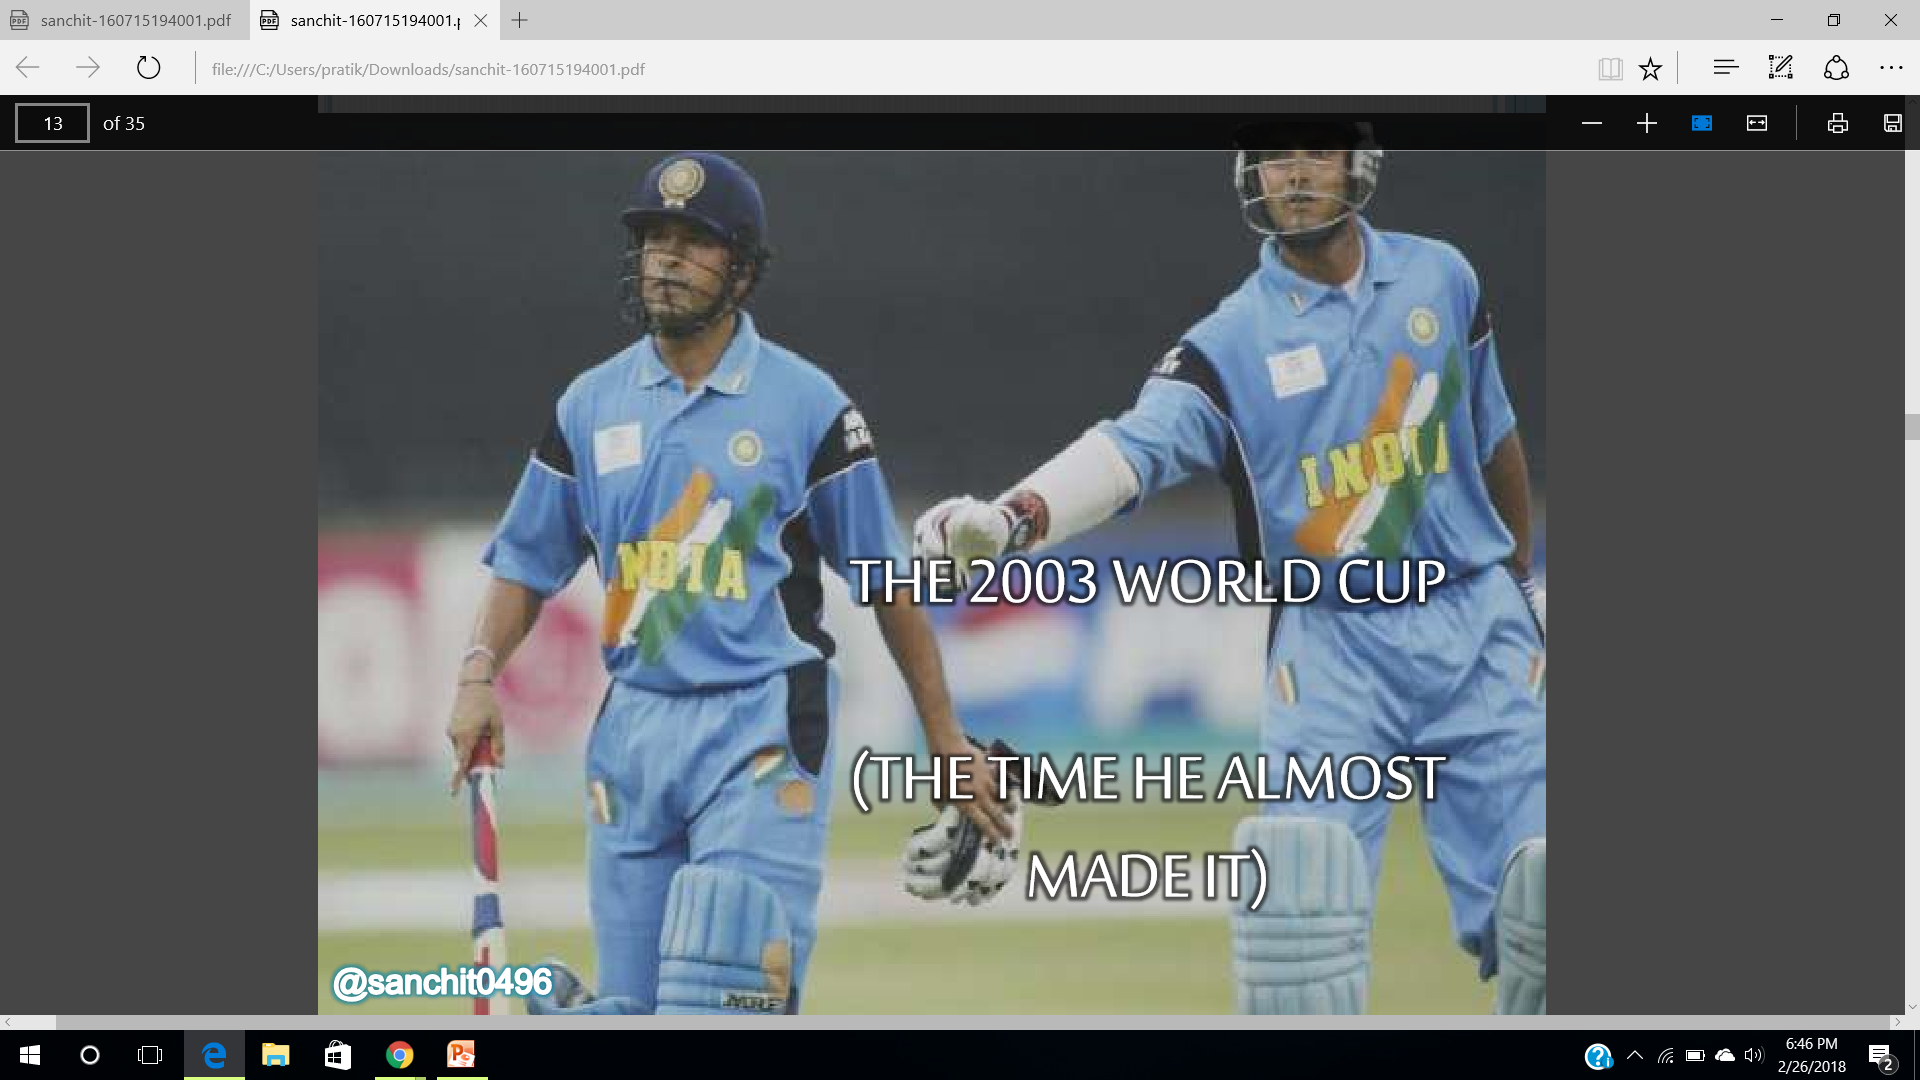 sanchit-160715194001.pdf
sanchit-160715194001.p
file:///C:/Users/pratik/Downloads/sanchit-160715194001.pdf
13 of 35
INDIA
NDIA
THE 2003 WORLD CUP
(THE TIME HE ALMOST
MADE IT)
@sanchit0496
MRF
6:46 PM
2/26/2018
2